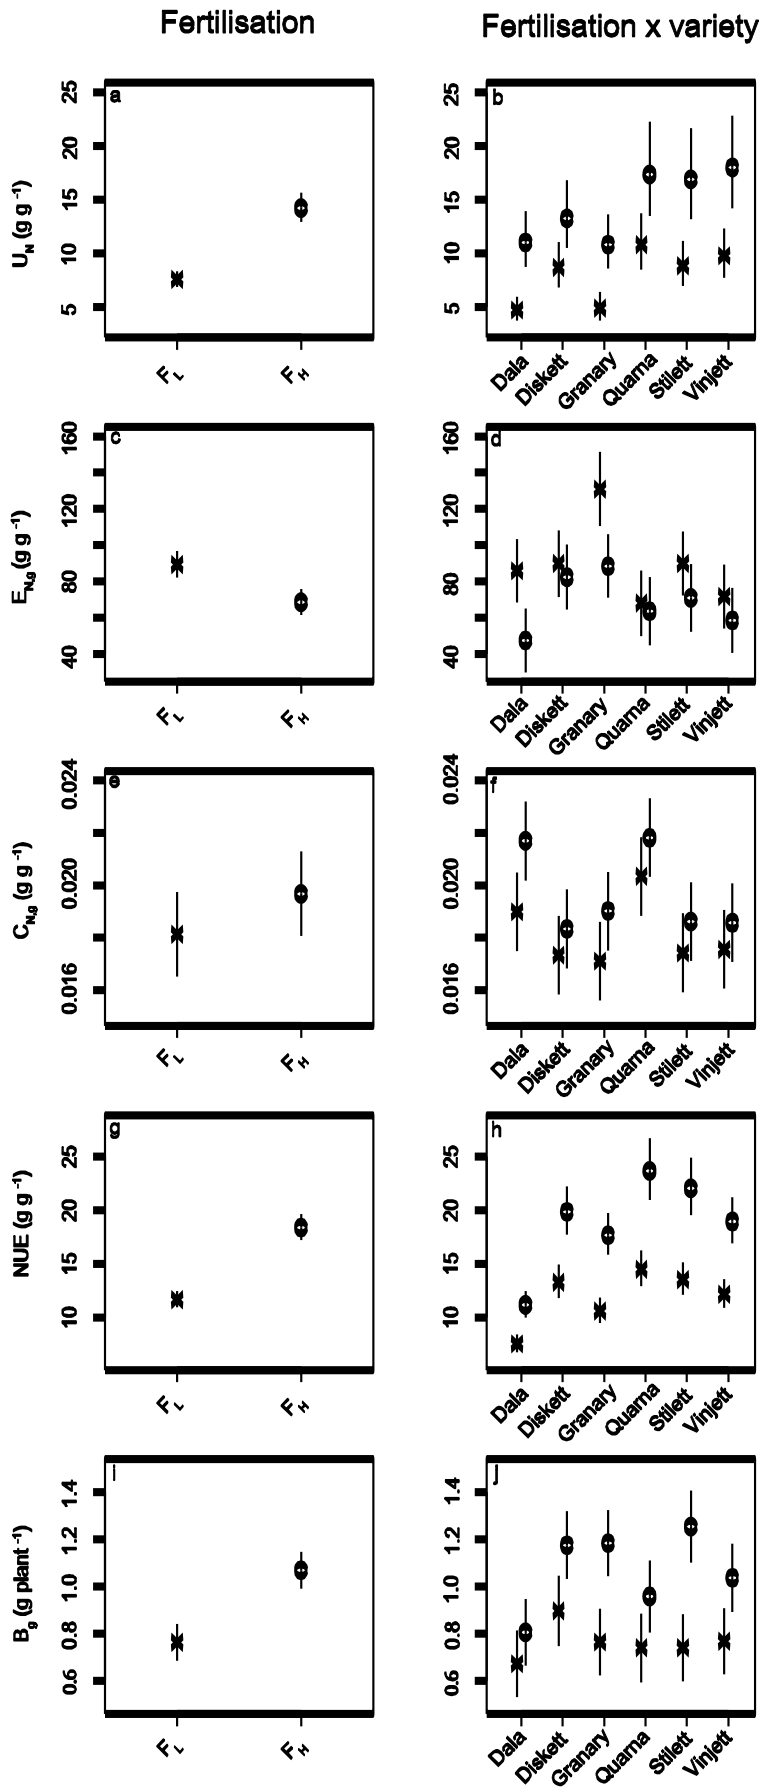 Fertilisation Fertilisation x variety
a b
U_N (g g⁻¹)
25 20 15 10 5
25 20 15 10 5
F_L F_H
Dala Diskett Granary Quarna Stilett Vinjett
c d
E_N,g (g g⁻¹)
160 120 80 40
160 120 80 40
F_L F_H
Dala Diskett Granary Quarna Stilett Vinjett
e f
C_N,g (g g⁻¹)
0.024 0.020 0.016
0.024 0.020 0.016
F_L F_H
Dala Diskett Granary Quarna Stilett Vinjett
g h
NUE (g g⁻¹)
25 20 15 10
25 20 15 10
F_L F_H
Dala Diskett Granary Quarna Stilett Vinjett
i j
B_g (g plant⁻¹)
1.4 1.2 1.0 0.8 0.6
1.4 1.2 1.0 0.8 0.6
F_L F_H
Dala Diskett Granary Quarna Stilett Vinjett